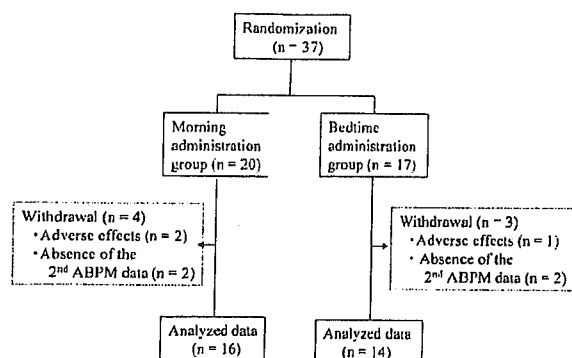 Randomization
(n = 37)
Morning
administration
group (n = 20)
Bedtime
administration
group (n = 17)
Withdrawal (n = 4)
・Adverse effects (n = 2)
・Absence of the
2nd ABPM data (n = 2)
Withdrawal (n = 3)
・Adverse effects (n = 1)
・Absence of the
2nd ABPM data (n = 2)
Analyzed data
(n = 16)
Analyzed data
(n = 14)